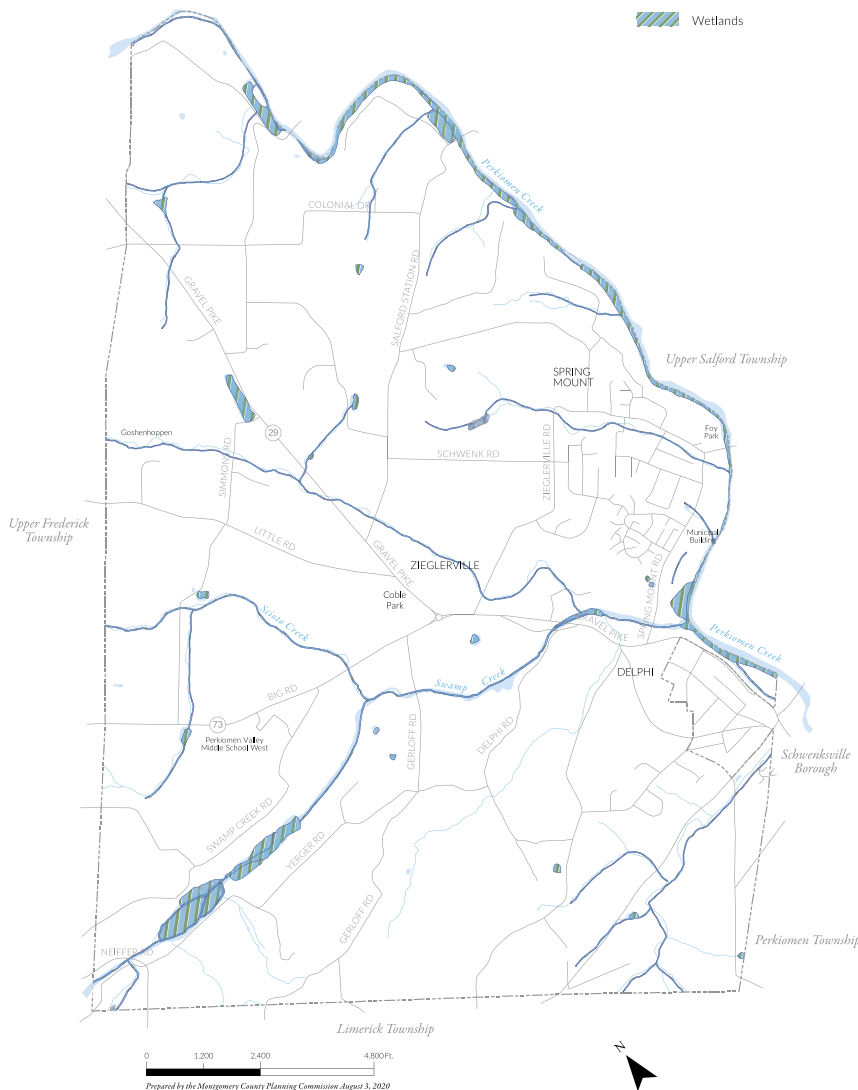 Wetlands
Perkiomen Creek
COLONIAL DR
GRAVEL PIKE
SALFORD STATION RD
Upper Salford Township
SPRING
MOUNT
Goshenhoppen
29
SIMMONS RD
SCHWENK RD
ZIEGLERVILLE RD
Foy
Park
Upper Frederick
Township
LITTLE RD
GRAVEL PIKE
ZIEGLERVILLE
Municipal
Building
Coble
Park
SPRING MOUNT RD
Scioto Creek
GRAVEL PIKE
Perkiomen Creek
DELPHI
Swamp Creek
BIG RD
73
Perkiomen Valley
Middle School West
GERLOFF RD
DELPHI RD
Schwenksville
Borough
SWAMP CREEK RD
YERGER RD
GERLOFF RD
NEIFFER RD
Perkiomen Township
Limerick Township
0 1,200 2,400 4,800Ft.
N
Prepared by the Montgomery County Planning Commission August 3, 2020